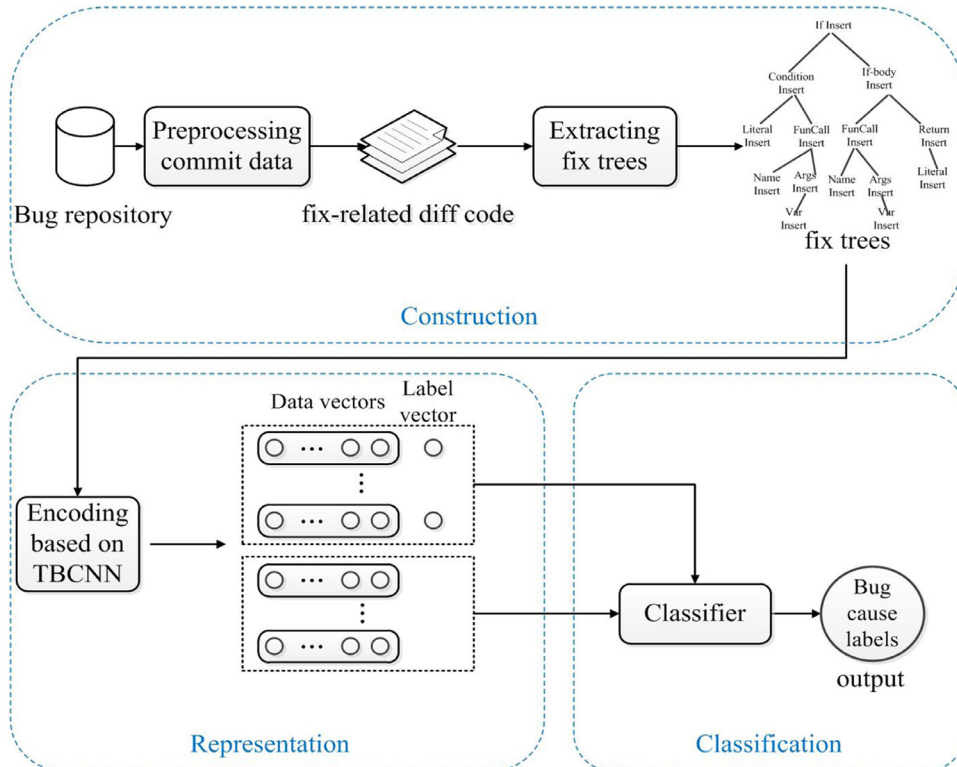 If Insert
Condition
Insert
If-body
Insert
Literal
Insert
FunCall
Insert
FunCall
Insert
Return
Insert
Name
Insert
Args
Insert
Name
Insert
Args
Insert
Literal
Insert
Var
Insert
Var
Insert
fix trees
Preprocessing
commit data
Extracting
fix trees
Bug repository
fix-related diff code
Construction
Data vectors
Label
vector
Encoding
based on
TBCNN
Classifier
Bug
cause
labels
output
Representation
Classification